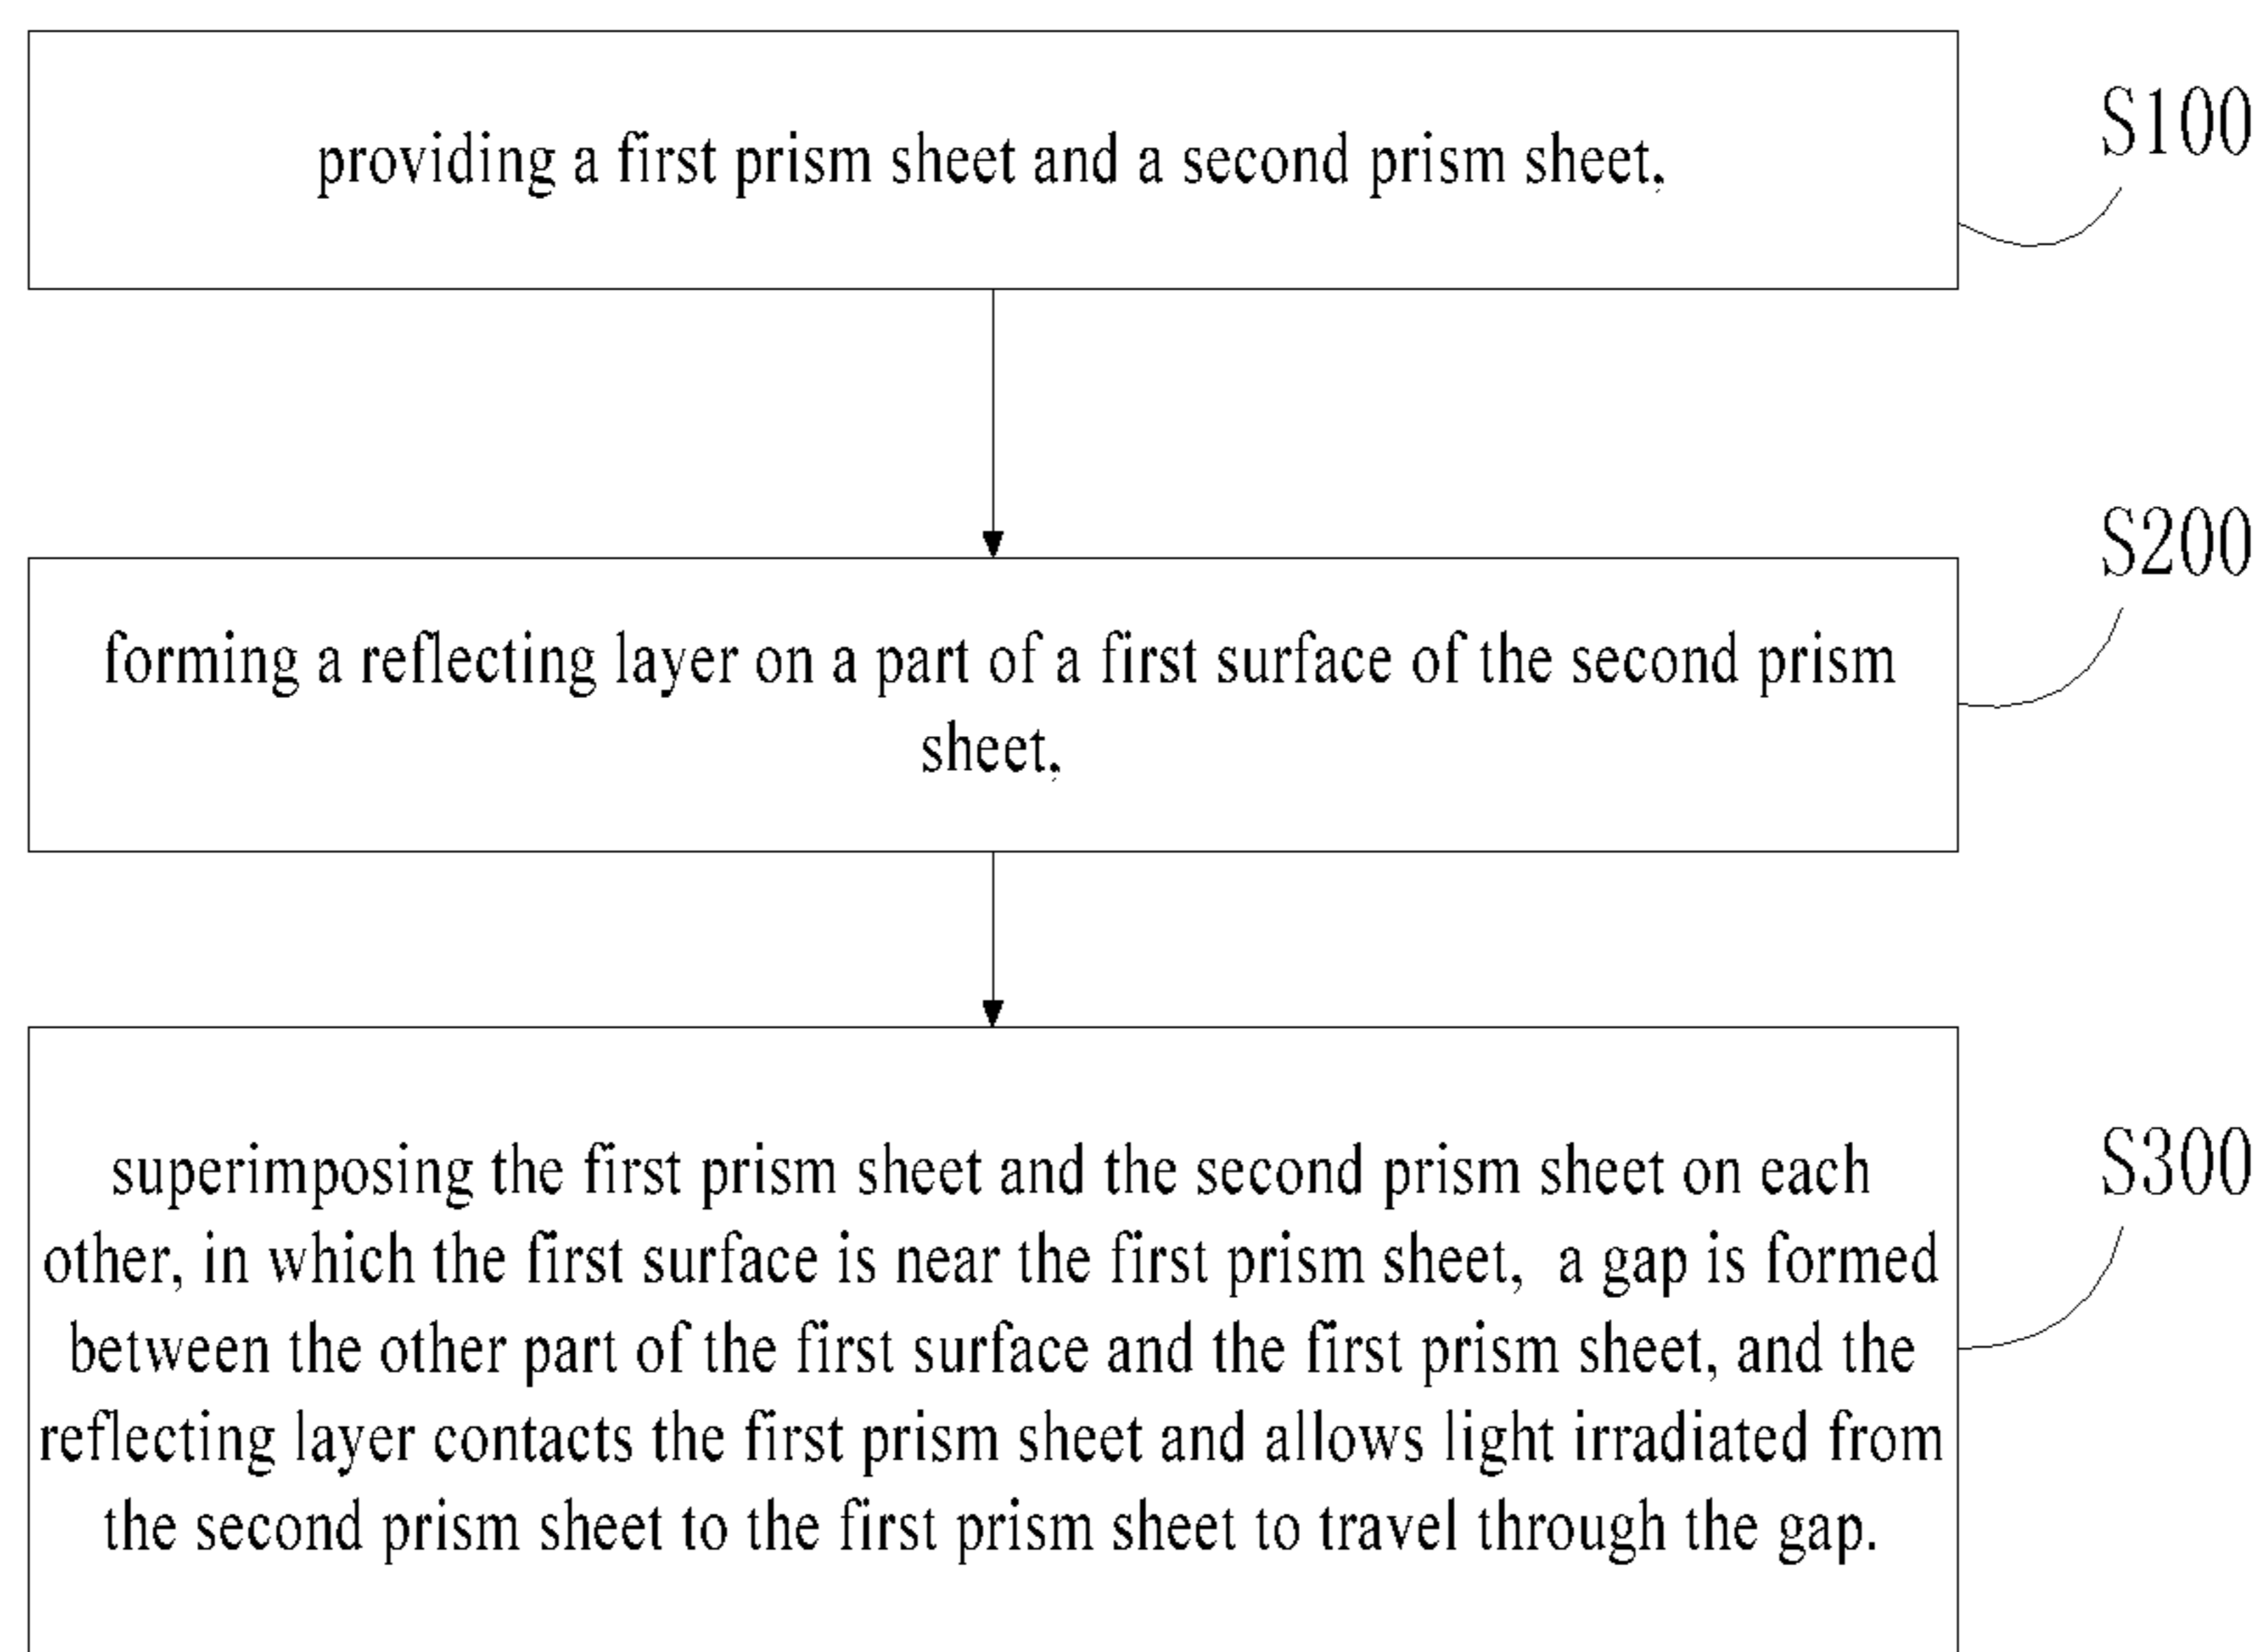 providing a first prism sheet and a second prism sheet,
S100
forming a reflecting layer on a part of a first surface of the second prism
sheet,
S200
superimposing the first prism sheet and the second prism sheet on each
other, in which the first surface is near the first prism sheet,  a gap is formed
between the other part of the first surface and the first prism sheet, and the
reflecting layer contacts the first prism sheet and allows light irradiated from
the second prism sheet to the first prism sheet to travel through the gap.
S300